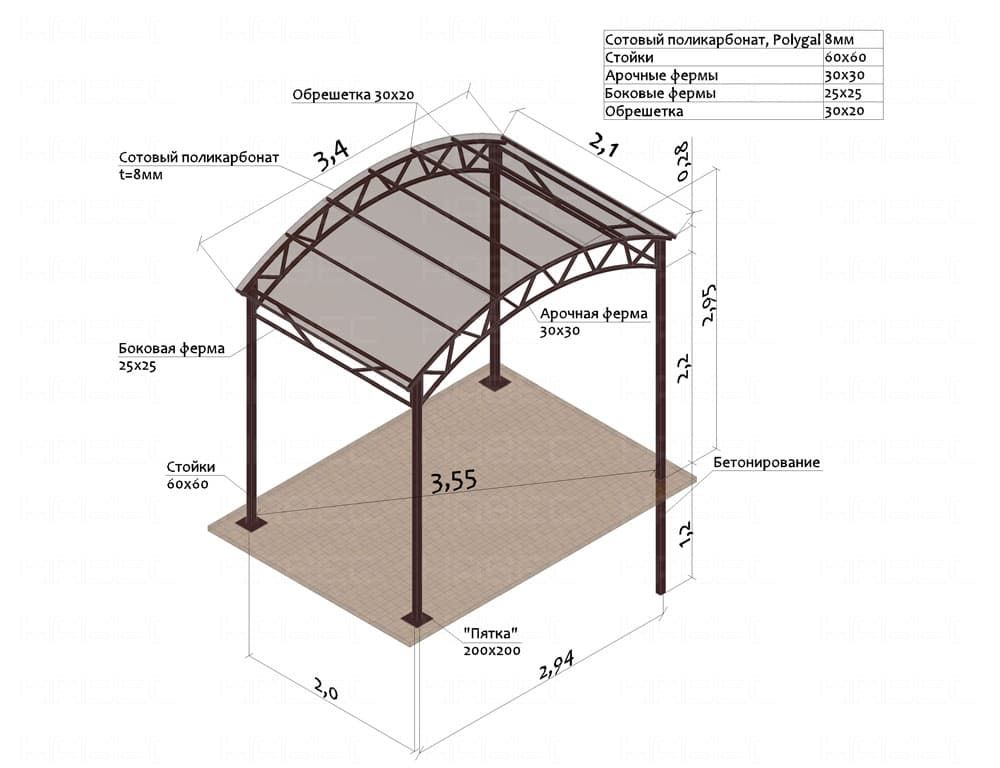 Сотовый поликарбонат, Polygal 8мм
Стойки 60х60
Арочные фермы 30х30
Боковые фермы 25х25
Обрешетка 30х20
Обрешетка 30х20
3,4
2,1
0,28
Сотовый поликарбонат
t=8мм
2,95
Арочная ферма
30х30
Боковая ферма
25х25
2,2
Стойки
60х60
3,55
Бетонирование
1,2
"Пятка"
200х200
2,94
2,0